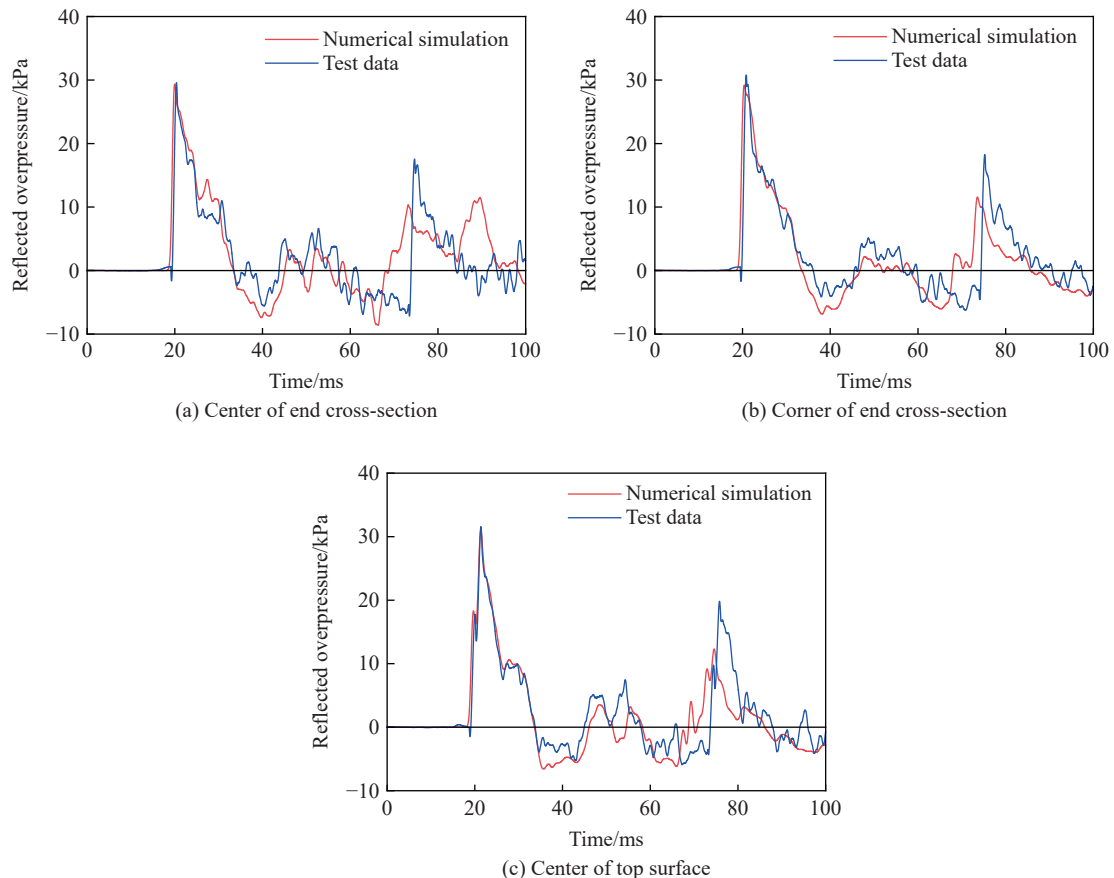 40
30
20
10
0
−10
Reflected overpressure/kPa
Numerical simulation
Test data
0 20 40 60 80 100
Time/ms
(a) Center of end cross-section
40
30
20
10
0
−10
Reflected overpressure/kPa
Numerical simulation
Test data
0 20 40 60 80 100
Time/ms
(b) Corner of end cross-section
40
30
20
10
0
−10
Reflected overpressure/kPa
Numerical simulation
Test data
0 20 40 60 80 100
Time/ms
(c) Center of top surface